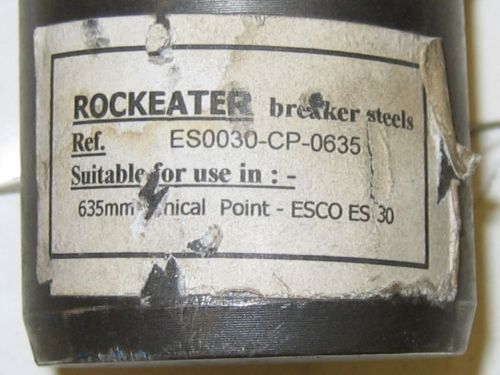 ROCKEATER breaker steels
Ref. ES0030-CP-0635
Suitable for use in : -
635mm Point - ESCO ES 30